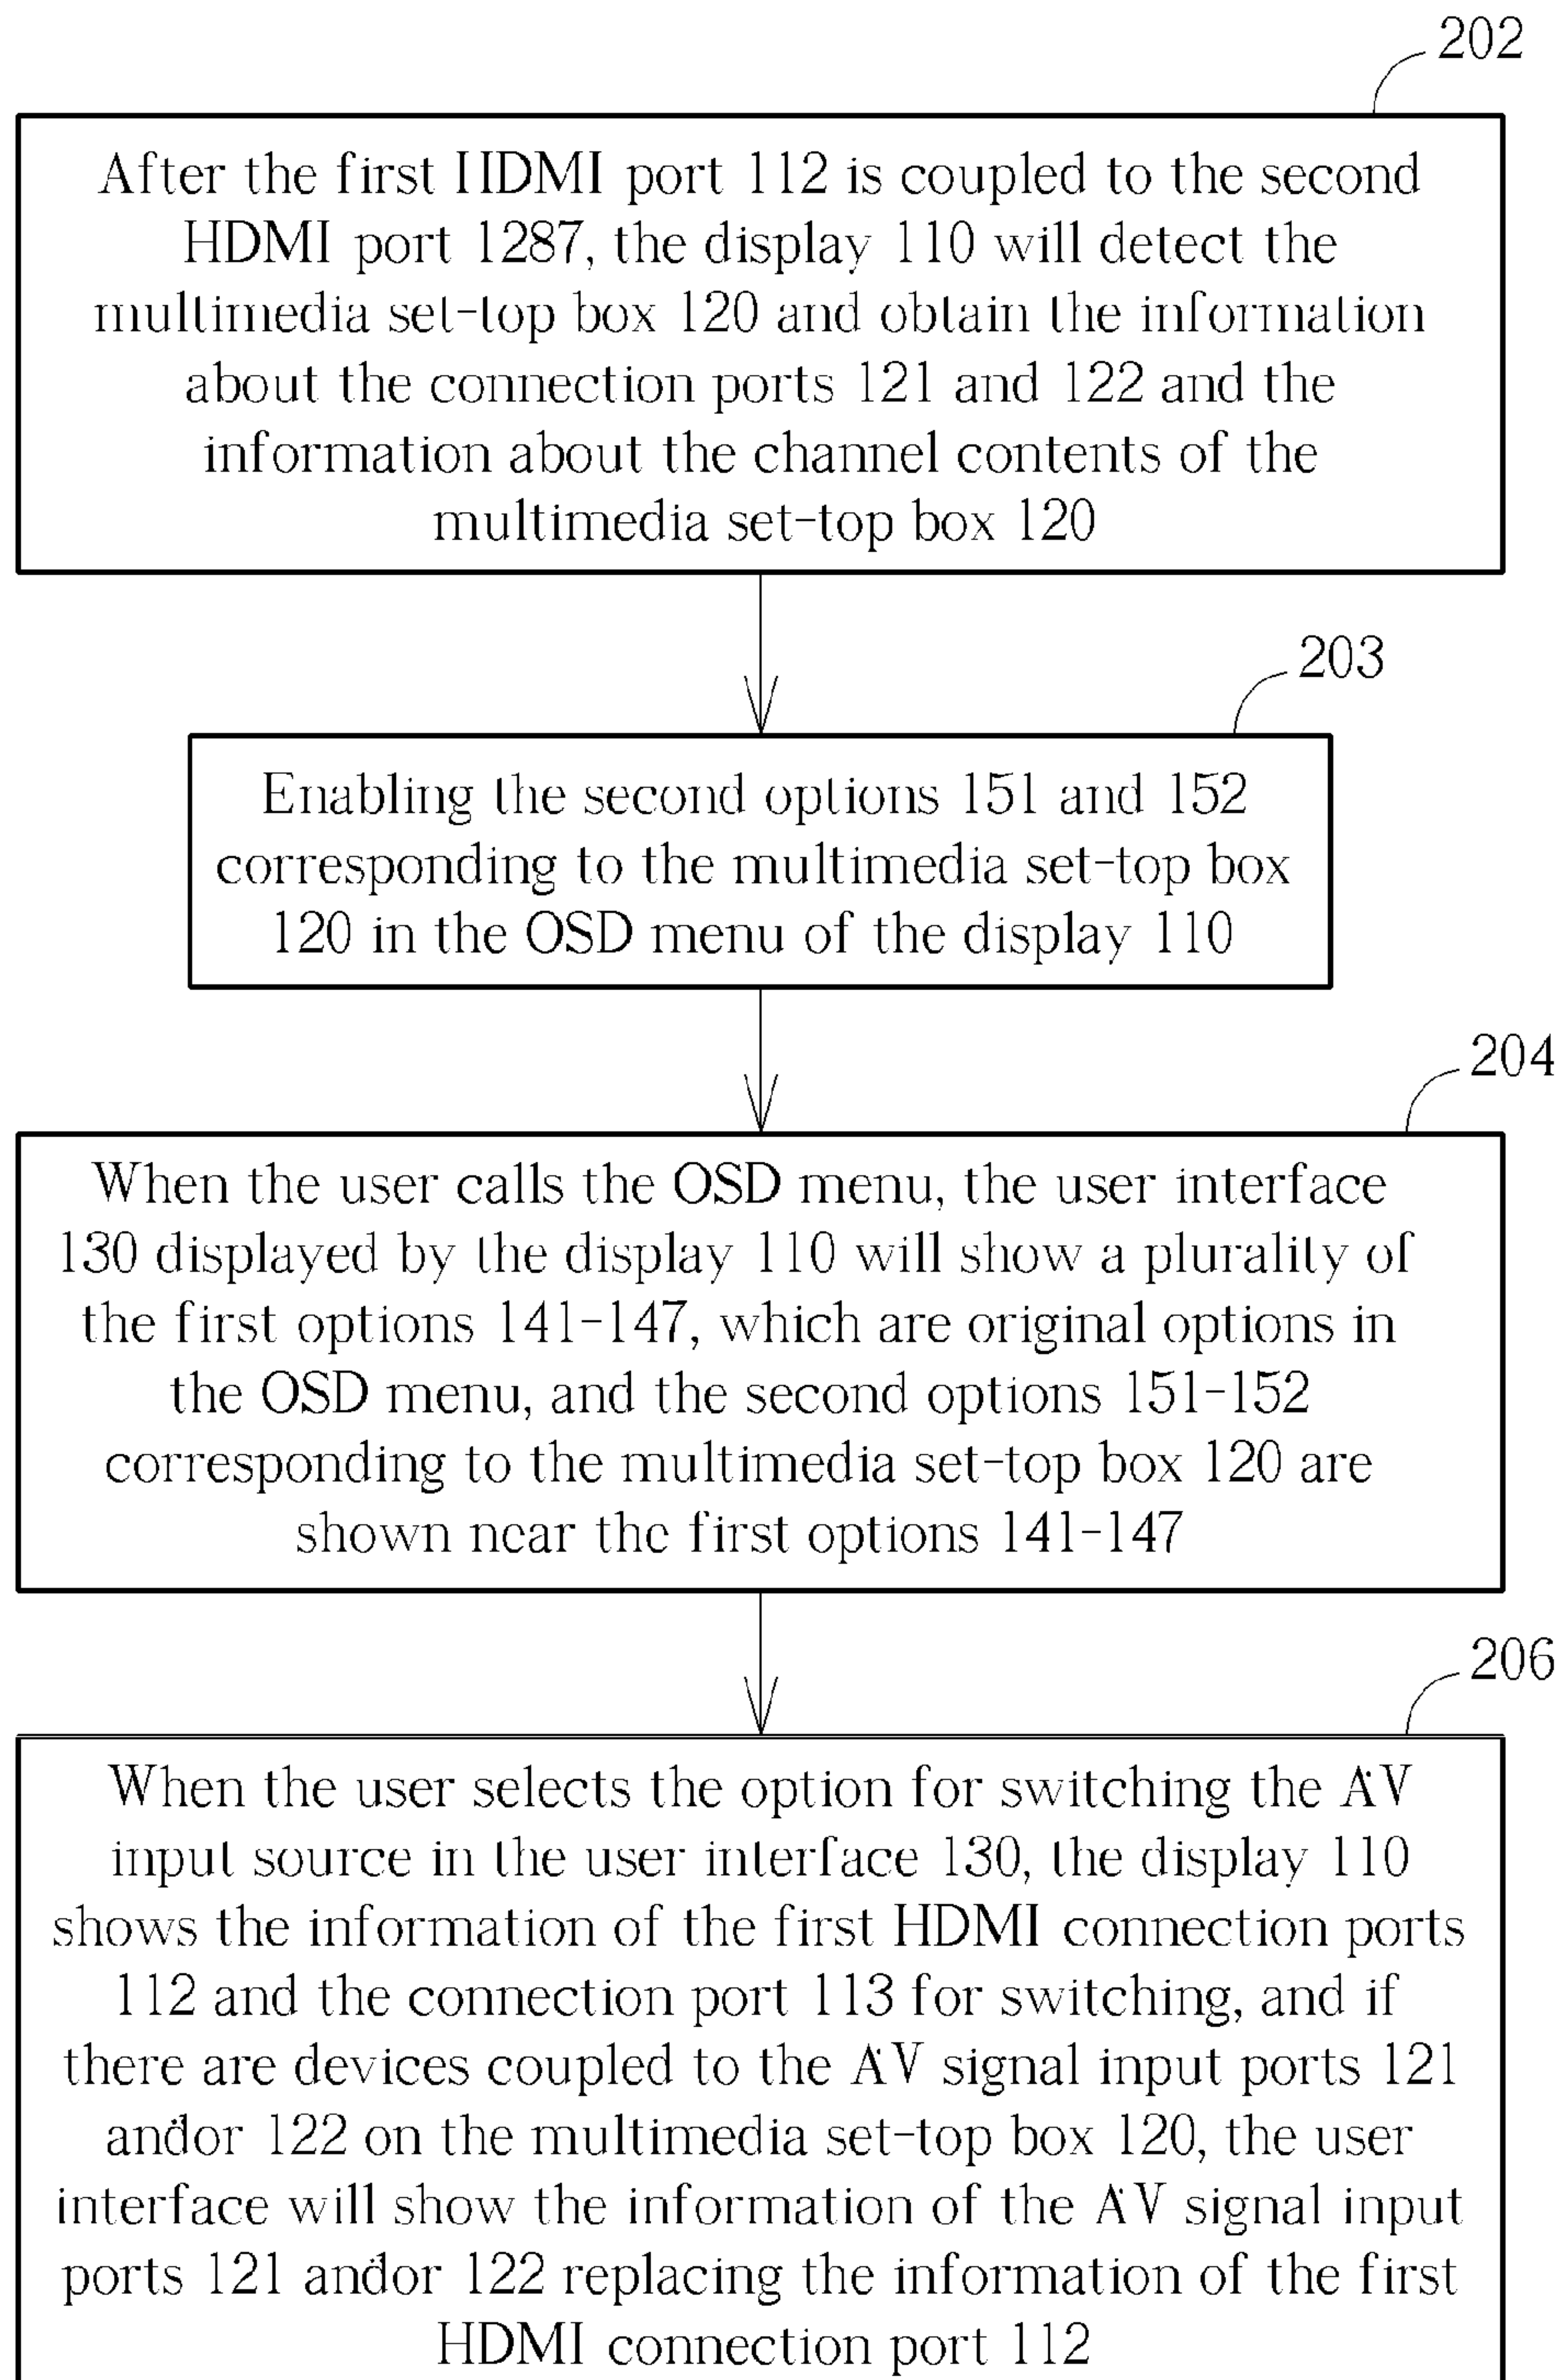 202
After the first HDMI port 112 is coupled to the second
HDMI port 1287, the display 110 will detect the
multimedia set-top box 120 and obtain the information
about the connection ports 121 and 122 and the
information about the channel contents of the
multimedia set-top box 120
203
Enabling the second options 151 and 152
corresponding to the multimedia set-top box
120 in the OSD menu of the display 110
204
When the user calls the OSD menu, the user interface
130 displayed by the display 110 will show a plurality of
the first options 141-147, which are original options in
the OSD menu, and the second options 151-152
corresponding to the multimedia set-top box 120 are
shown near the first options 141-147
206
When the user selects the option for switching the A/V
input source in the user interface 130, the display 110
shows the information of the first HDMI connection ports
112 and the connection port 113 for switching, and if
there are devices coupled to the A/V signal input ports 121
and/or 122 on the multimedia set-top box 120, the user
interface will show the information of the A/V signal input
ports 121 and/or 122 replacing the information of the first
HDMI connection port 112